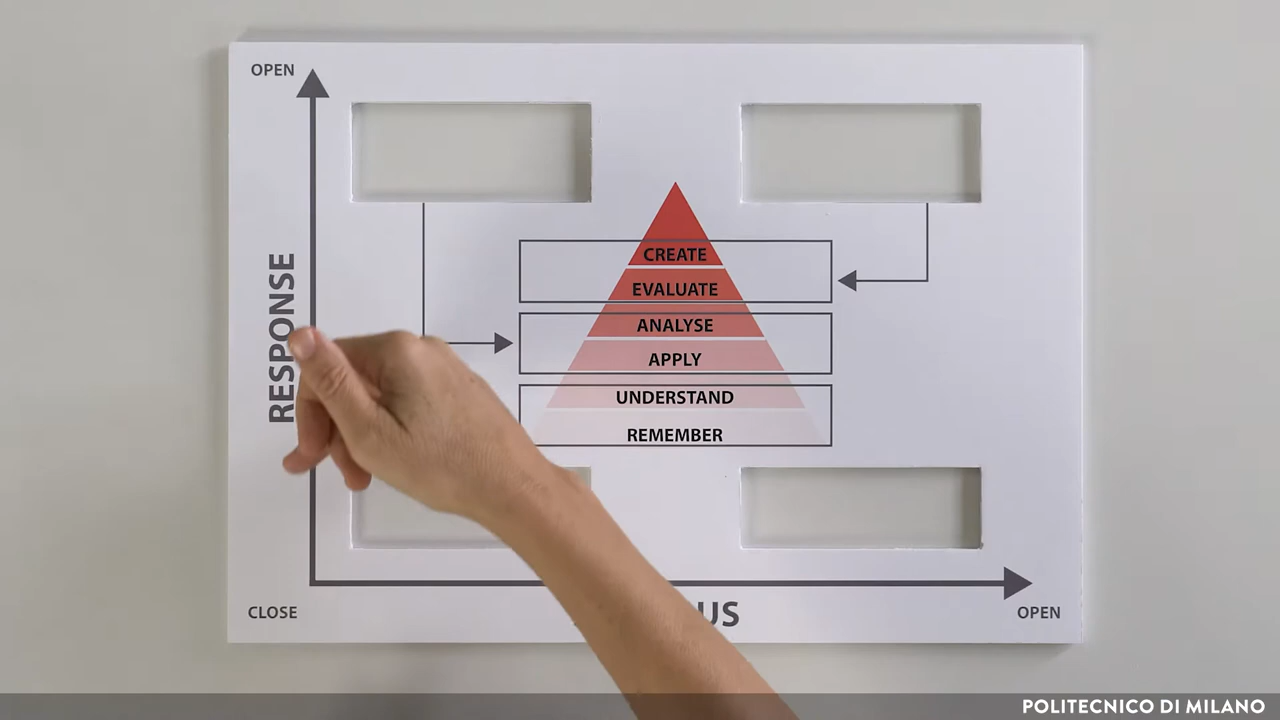 OPEN
RESPONSE
CREATE
EVALUATE
ANALYSE
APPLY
UNDERSTAND
REMEMBER
CLOSE
OPEN
POLITECNICO DI MILANO